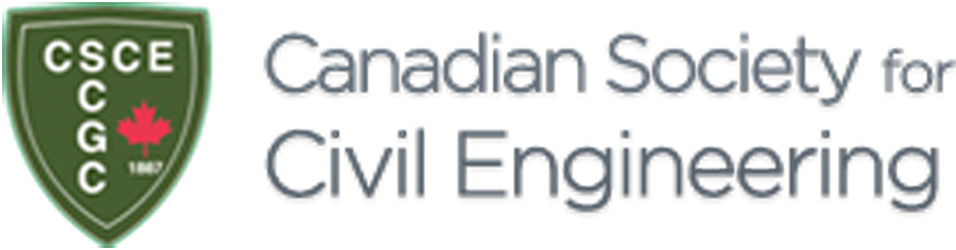 CSCE
C
G
C
1887
Canadian Society for
Civil Engineering